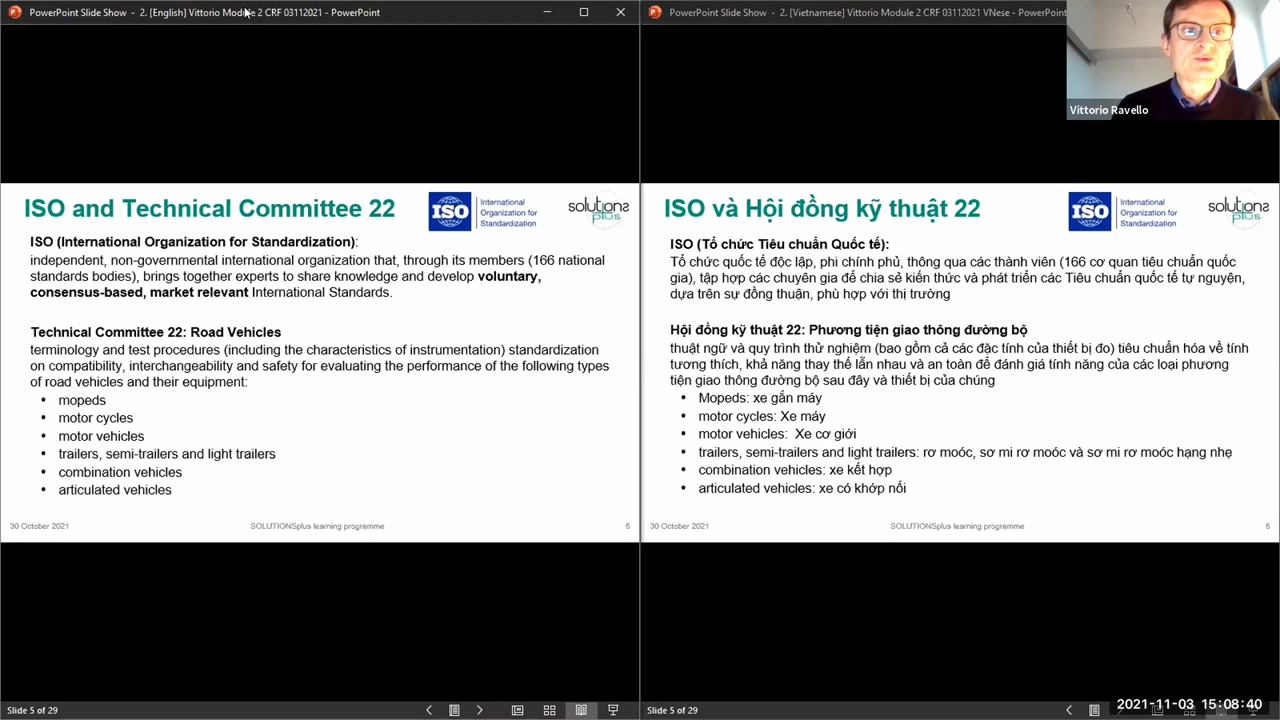 PowerPoint Slide Show - 2. [English] Vittorio Module 2 CRF 03112021 - PowerPoint
ISO and Technical Committee 22
ISO
International
Organization for
Standardization
solutions
plus
ISO (International Organization for Standardization):
independent, non-governmental international organization that, through its members (166 national
standards bodies), brings together experts to share knowledge and develop voluntary,
consensus-based, market relevant International Standards.
Technical Committee 22: Road Vehicles
terminology and test procedures (including the characteristics of instrumentation) standardization
on compatibility, interchangeability and safety for evaluating the performance of the following types
of road vehicles and their equipment:
• mopeds
• motor cycles
• motor vehicles
• trailers, semi-trailers and light trailers
• combination vehicles
• articulated vehicles
30 October 2021 SOLUTIONSplus learning programme 5
Slide 5 of 29
PowerPoint Slide Show - 2. [Vietnamese] Vittorio Module 2 CRF 03112021 VNese - PowerPoint
Vittorio Ravello
ISO và Hội đồng kỹ thuật 22
ISO
International
Organization for
Standardization
solutions
plus
ISO (Tổ chức Tiêu chuẩn Quốc tế):
Tổ chức quốc tế độc lập, phi chính phủ, thông qua các thành viên (166 cơ quan tiêu chuẩn quốc
gia), tập hợp các chuyên gia để chia sẻ kiến thức và phát triển các Tiêu chuẩn quốc tế tự nguyện,
dựa trên sự đồng thuận, phù hợp với thị trường
Hội đồng kỹ thuật 22: Phương tiện giao thông đường bộ
thuật ngữ và quy trình thử nghiệm (bao gồm cả các đặc tính của thiết bị đo) tiêu chuẩn hóa về tính
tương thích, khả năng thay thế lẫn nhau và an toàn để đánh giá tính năng của các loại phương
tiện giao thông đường bộ sau đây và thiết bị của chúng
• Mopeds: xe gắn máy
• motor cycles: Xe máy
• motor vehicles: Xe cơ giới
• trailers, semi-trailers and light trailers: rơ moóc, sơ mi rơ moóc và sơ mi rơ moóc hạng nhẹ
• combination vehicles: xe kết hợp
• articulated vehicles: xe có khớp nối
30 October 2021 SOLUTIONSplus learning programme 5
Slide 5 of 29
2021-11-03 15:08:40